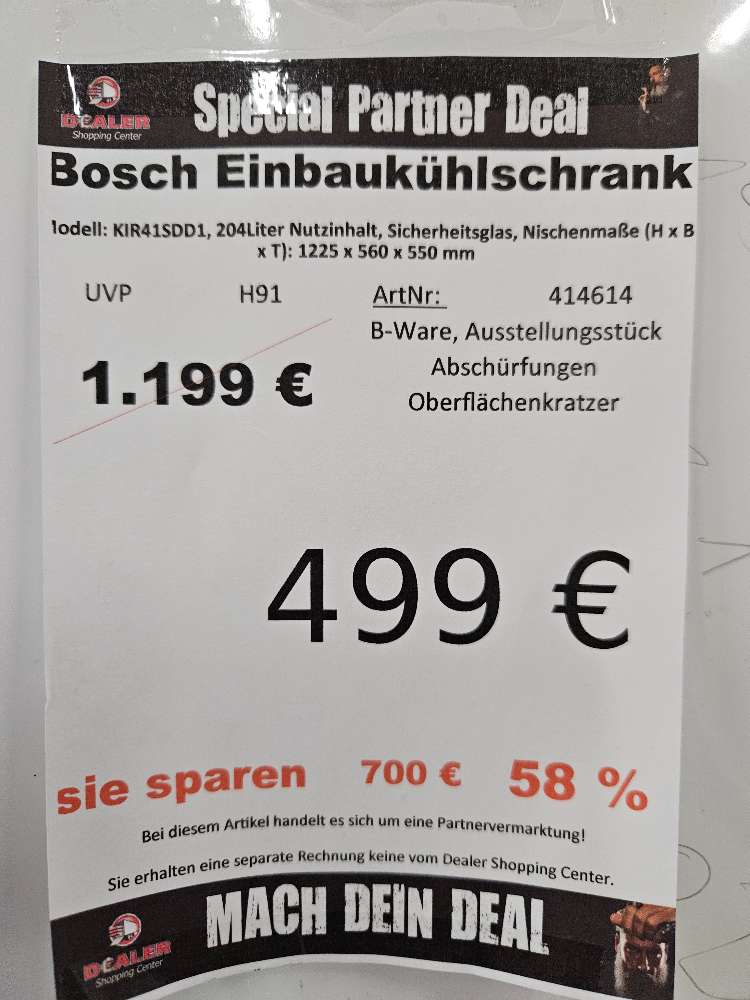 DEALER
Shopping Center
Special Partner Deal
Bosch Einbaukühlschrank
Modell: KIR41SDD1, 204Liter Nutzinhalt, Sicherheitsglas, Nischenmaße (H x B
x T): 1225 x 560 x 550 mm
UVP H91 ArtNr: 414614
B-Ware, Ausstellungsstück
1.199 €
Abschürfungen
Oberflächenkratzer
499 €
sie sparen 700 € 58 %
Bei diesem Artikel handelt es sich um eine Partnervermarktung!
Sie erhalten eine separate Rechnung keine vom Dealer Shopping Center.
DEALER
Shopping Center
MACH DEIN DEAL